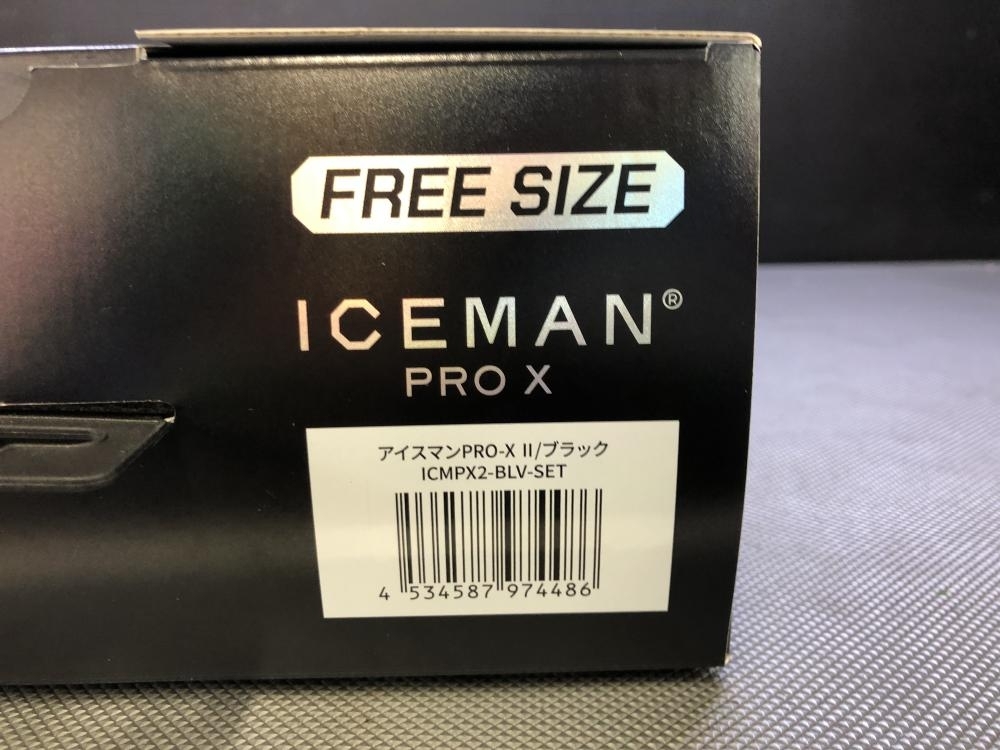 FREE SIZE
ICEMAN®
PRO X
アイスマンPRO-X II/ブラック
ICMPX2-BLV-SET
4 534587 974486